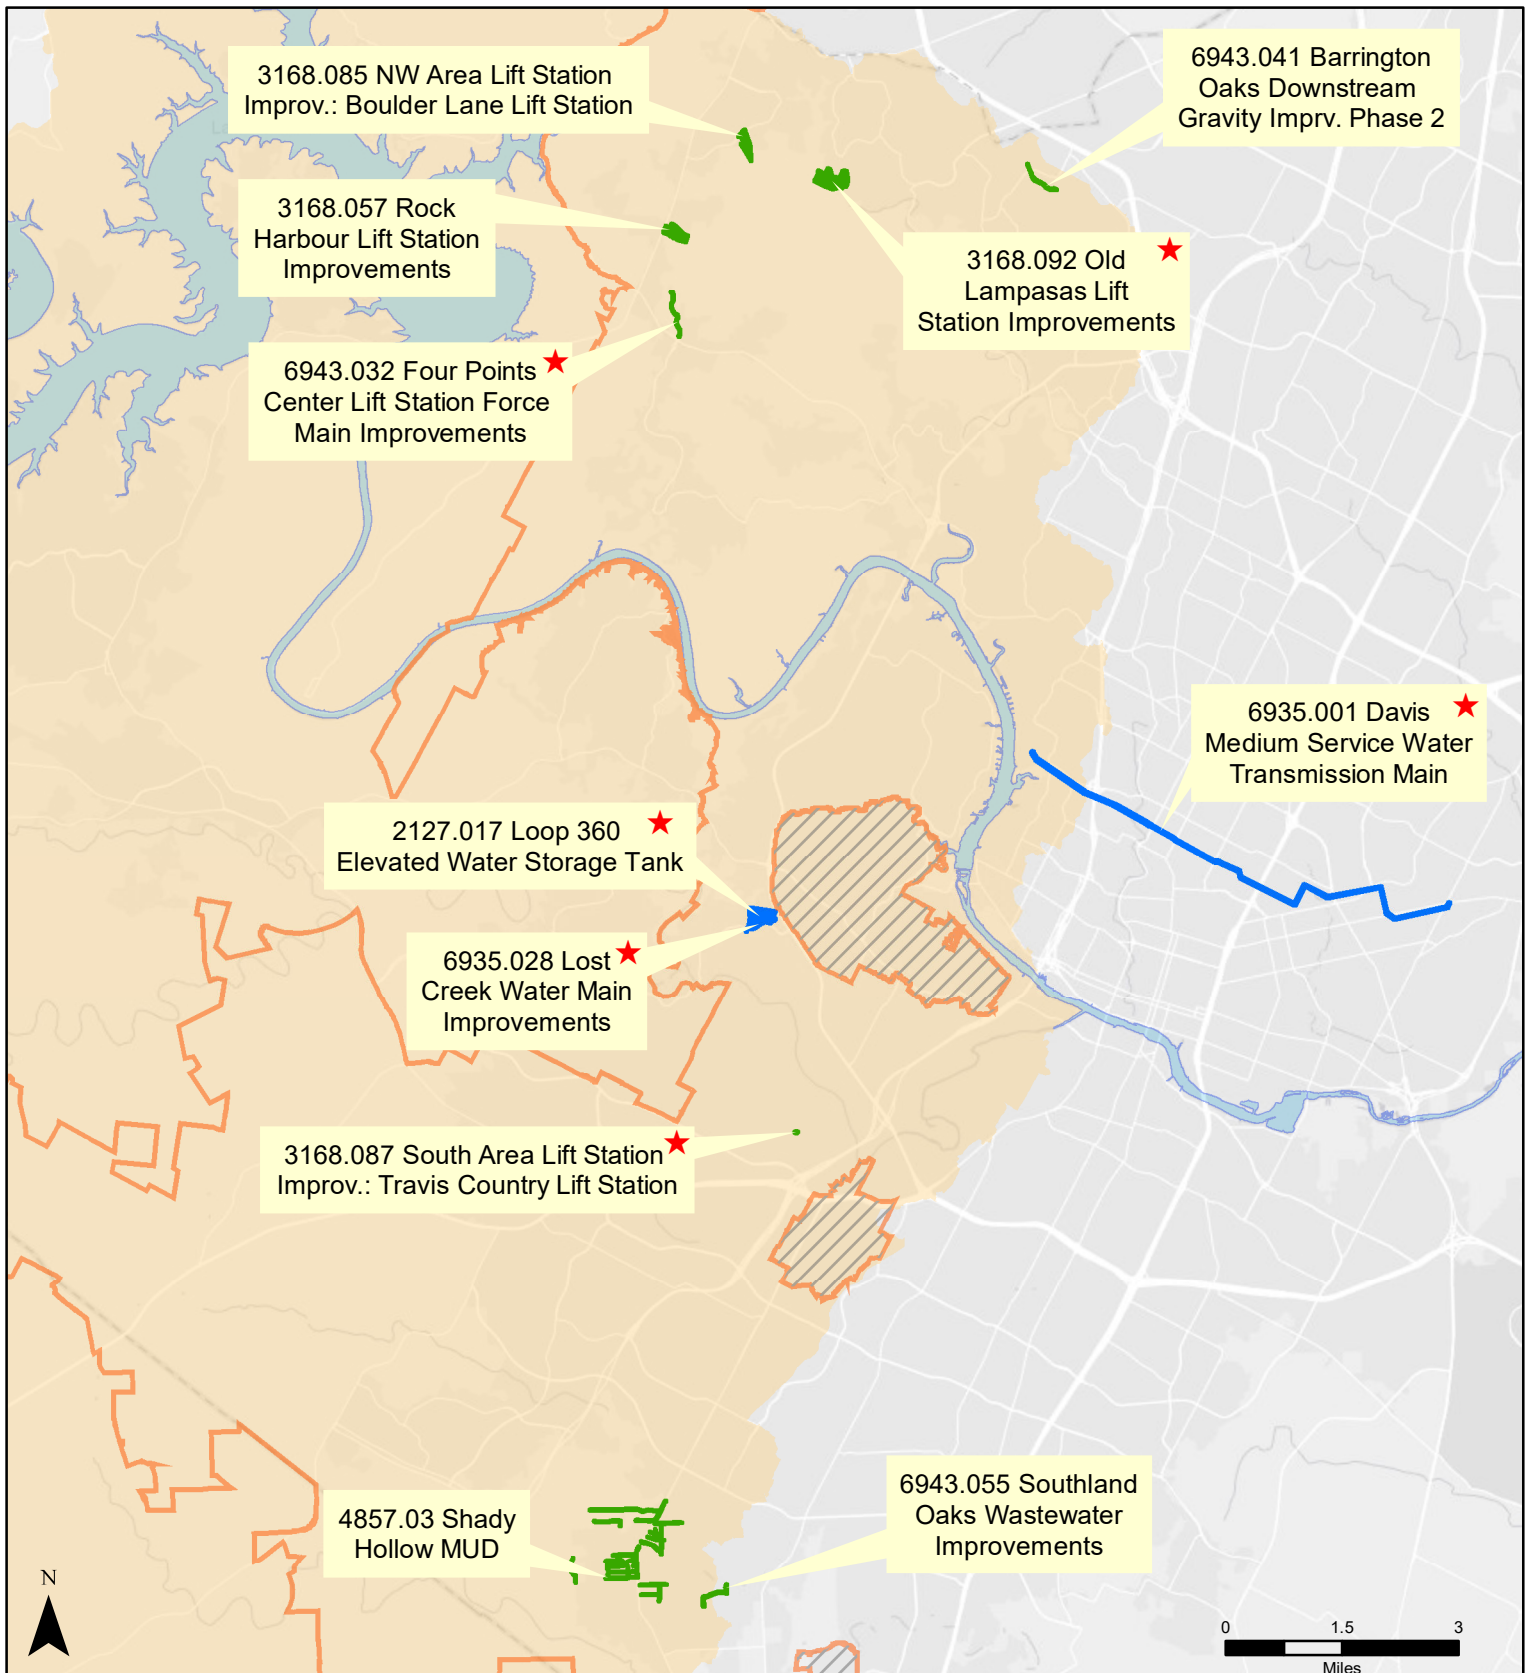 3168.085 NW Area Lift Station
Improv.: Boulder Lane Lift Station
6943.041 Barrington
Oaks Downstream
Gravity Imprv. Phase 2
3168.057 Rock
Harbour Lift Station
Improvements
3168.092 Old
Lampasas Lift
Station Improvements
6943.032 Four Points
Center Lift Station Force
Main Improvements
6935.001 Davis
Medium Service Water
Transmission Main
2127.017 Loop 360
Elevated Water Storage Tank
6935.028 Lost
Creek Water Main
Improvements
3168.087 South Area Lift Station
Improv.: Travis Country Lift Station
6943.055 Southland
Oaks Wastewater
Improvements
4857.03 Shady
Hollow MUD
N
0 1.5 3
Miles